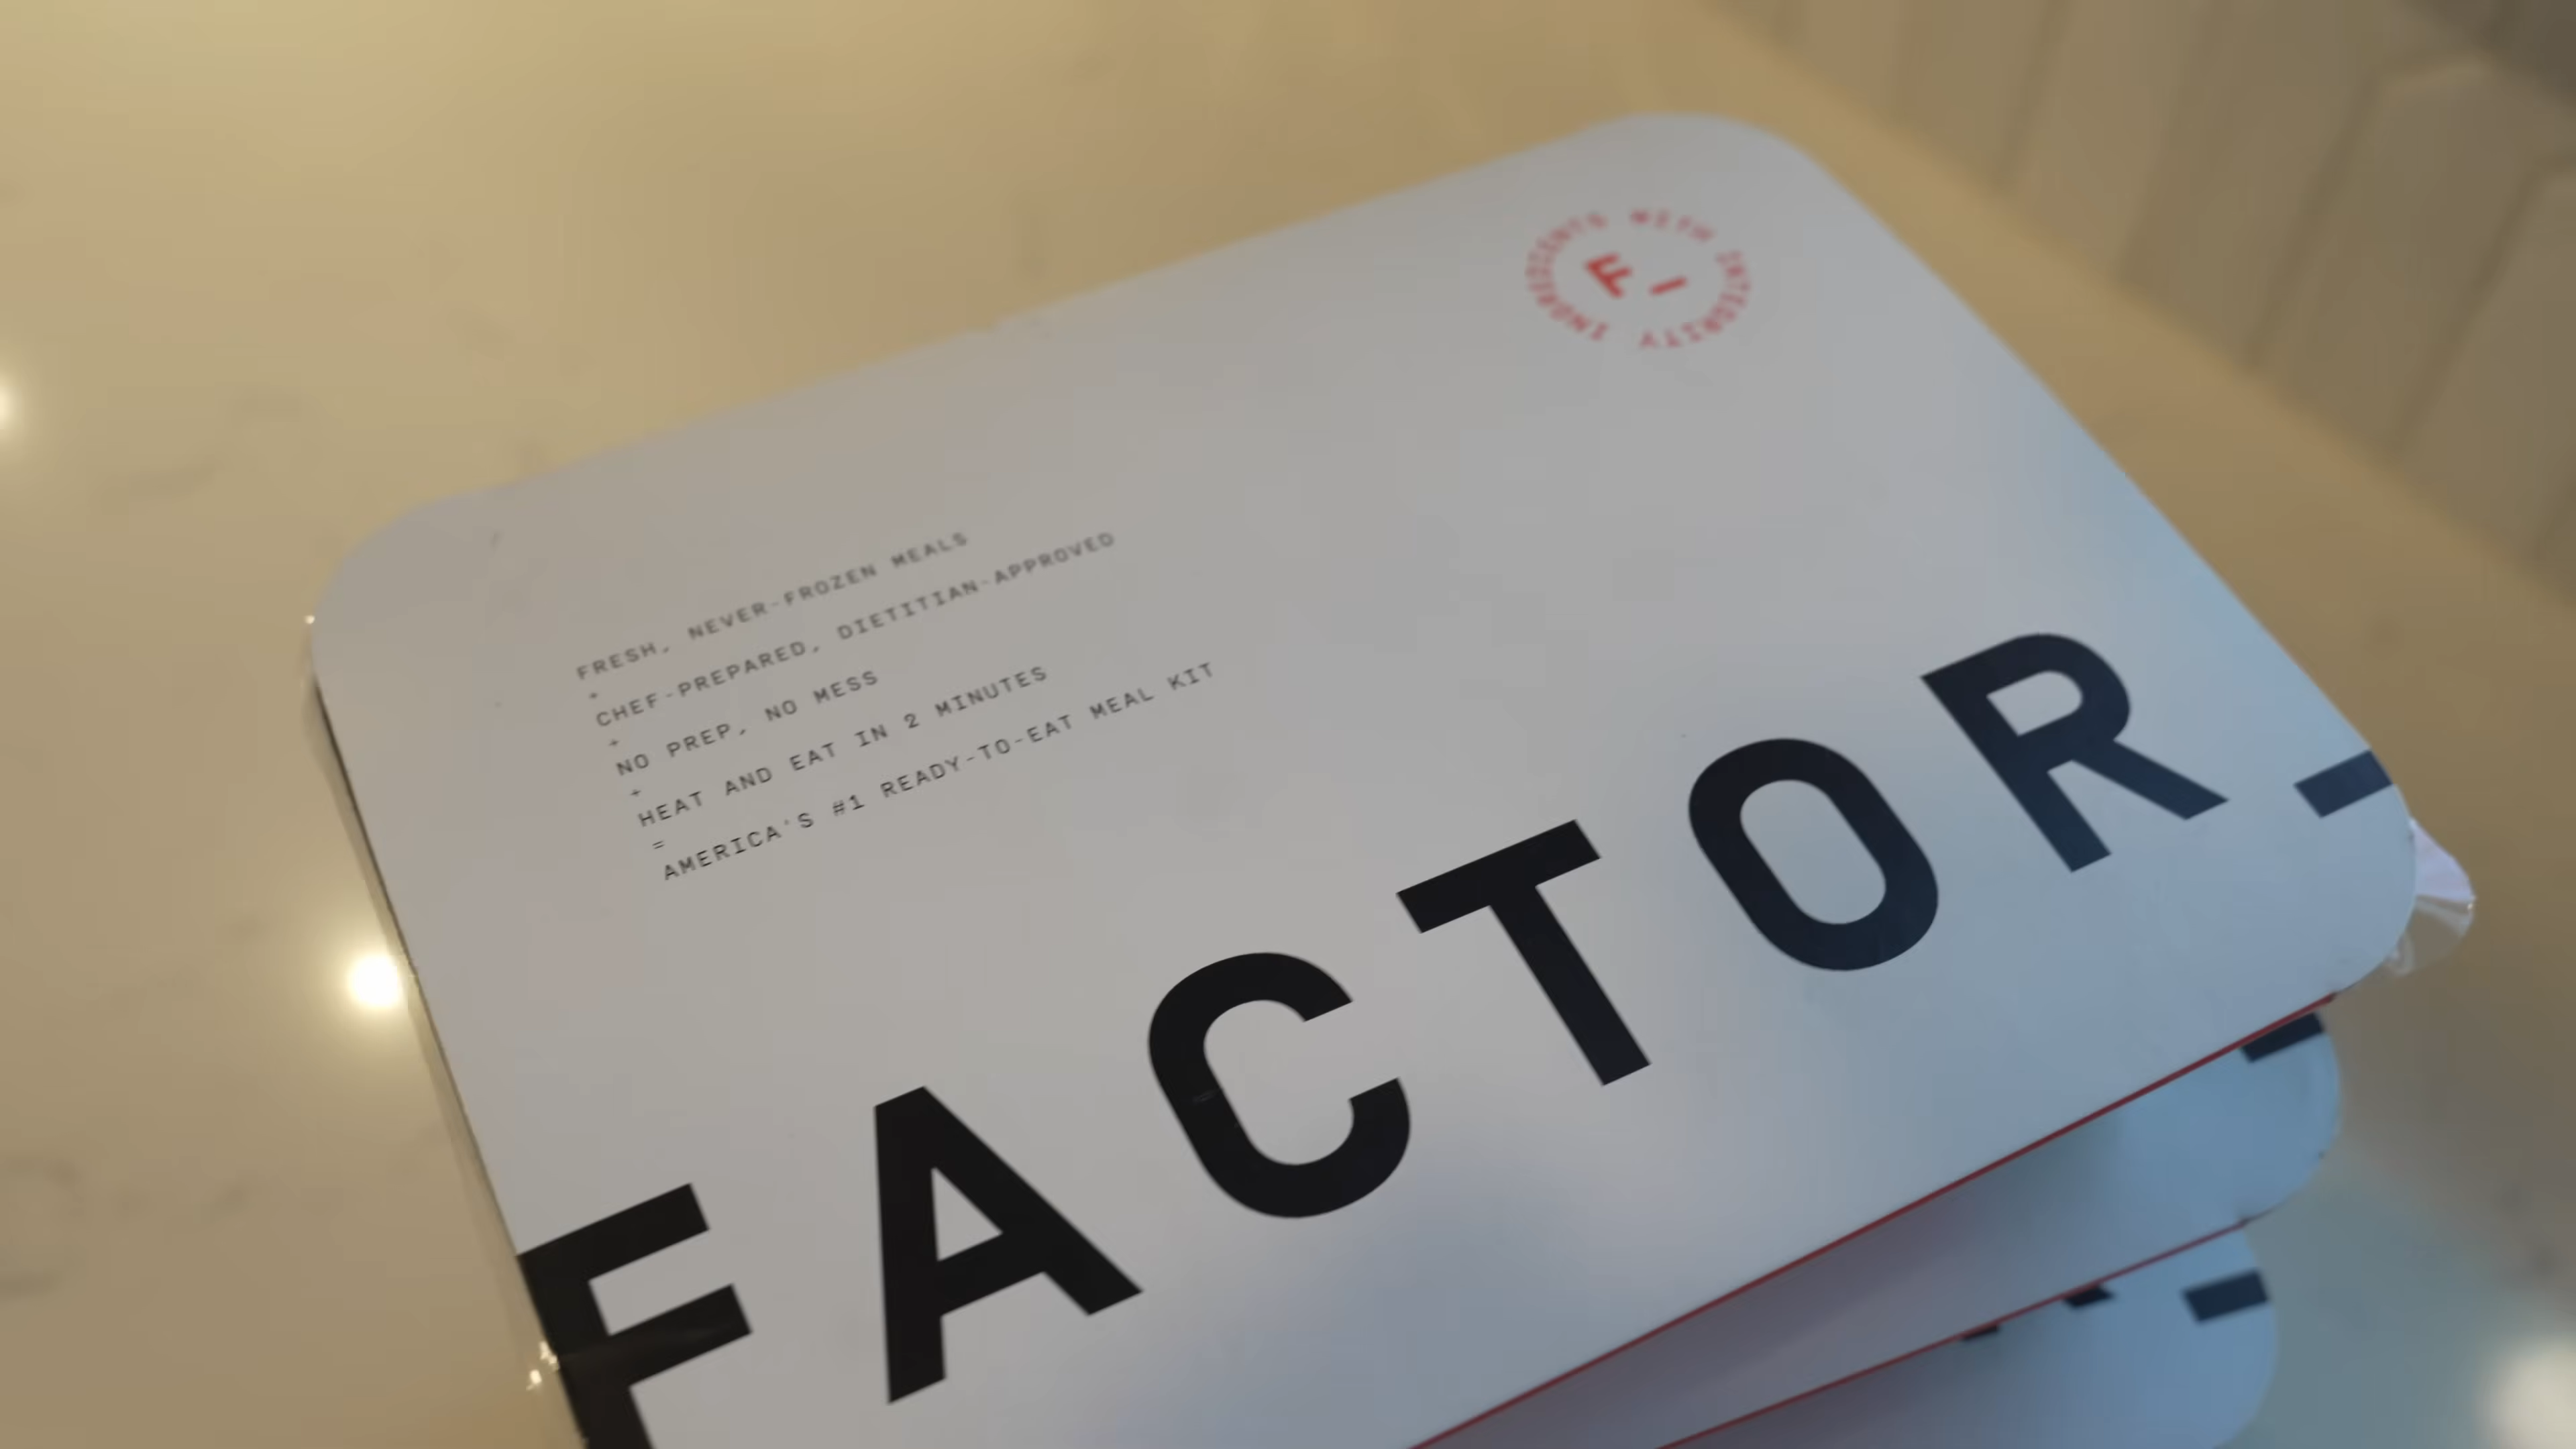 INGREDIENTS WITH INTEGRITY
F_
FRESH, NEVER-FROZEN MEALS
+
CHEF-PREPARED, DIETITIAN-APPROVED
+
NO PREP, NO MESS
+
HEAT AND EAT IN 2 MINUTES
=
AMERICA'S #1 READY-TO-EAT MEAL KIT
FACTOR_